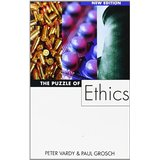 NEW EDITION
THE PUZZLE OF
Ethics
PETER VARDY & PAUL GROSCH